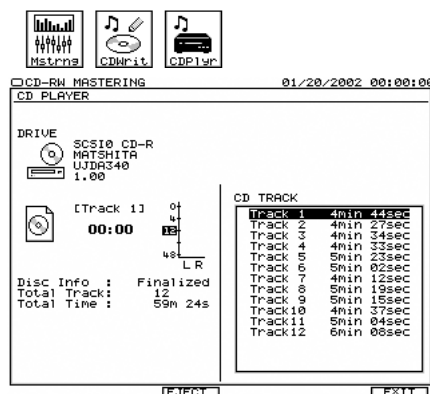 Mstrng CDWrit CDPlyr
CD-RW MASTERING 01/20/2002 00:00:00
CD PLAYER
DRIVE
SCSI0 CD-R
MATSHITA
UJDA340
1.00
[Track 1]
00:00
0
4
12
48
L R
Disc Info : Finalized
Total Track: 12
Total Time : 59m 24s
CD TRACK
Track 1 4min 44sec
Track 2 4min 27sec
Track 3 4min 34sec
Track 4 4min 33sec
Track 5 5min 23sec
Track 6 5min 02sec
Track 7 4min 12sec
Track 8 5min 19sec
Track 9 5min 15sec
Track10 4min 37sec
Track11 5min 04sec
Track12 6min 08sec
EJECT EXIT